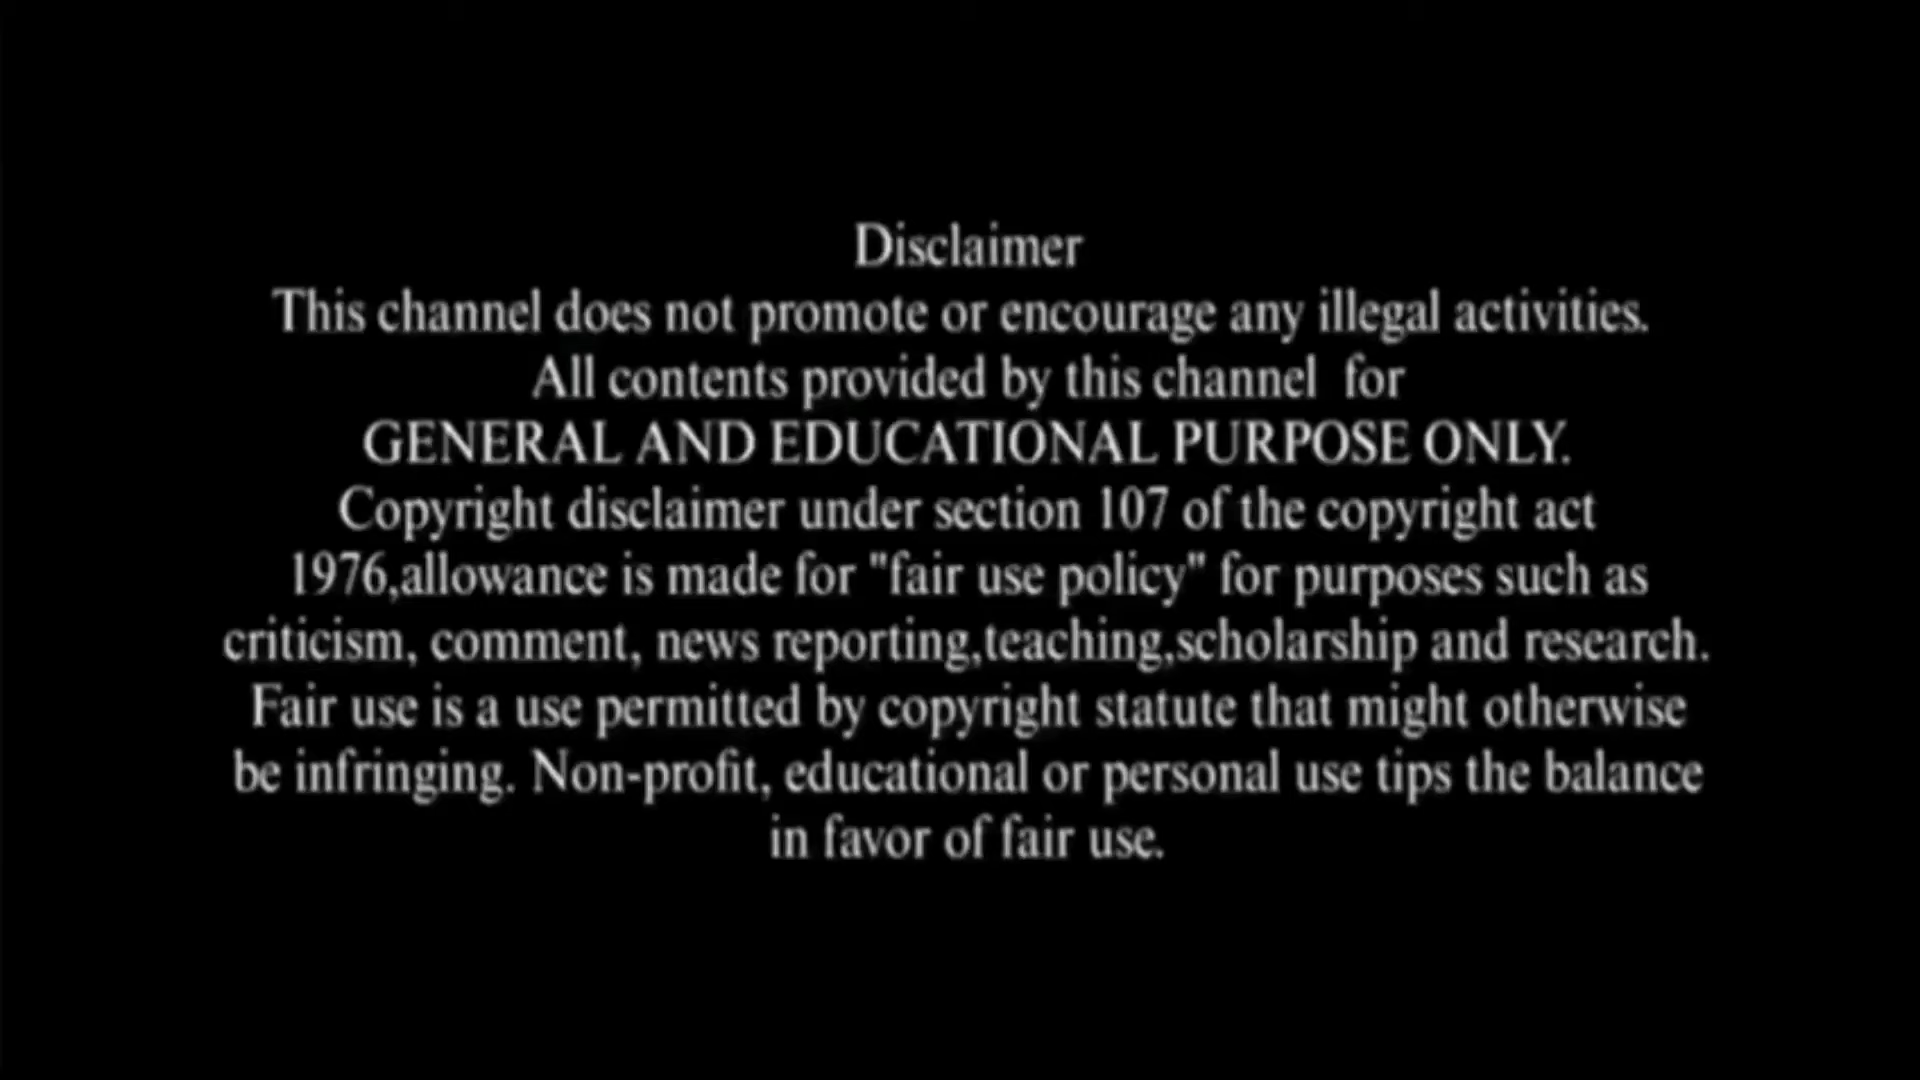 Disclaimer
This channel does not promote or encourage any illegal activities.
All contents provided by this channel  for
GENERAL AND EDUCATIONAL PURPOSE ONLY.
Copyright disclaimer under section 107 of the copyright act
1976,allowance is made for "fair use policy" for purposes such as
criticism, comment, news reporting,teaching,scholarship and research.
Fair use is a use permitted by copyright statute that might otherwise
be infringing. Non-profit, educational or personal use tips the balance
in favor of fair use.